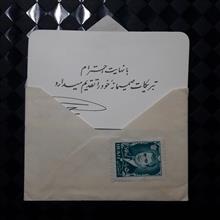 با نهایت احترام
تبریکات صمیمانه خود را تقدیم میدارد